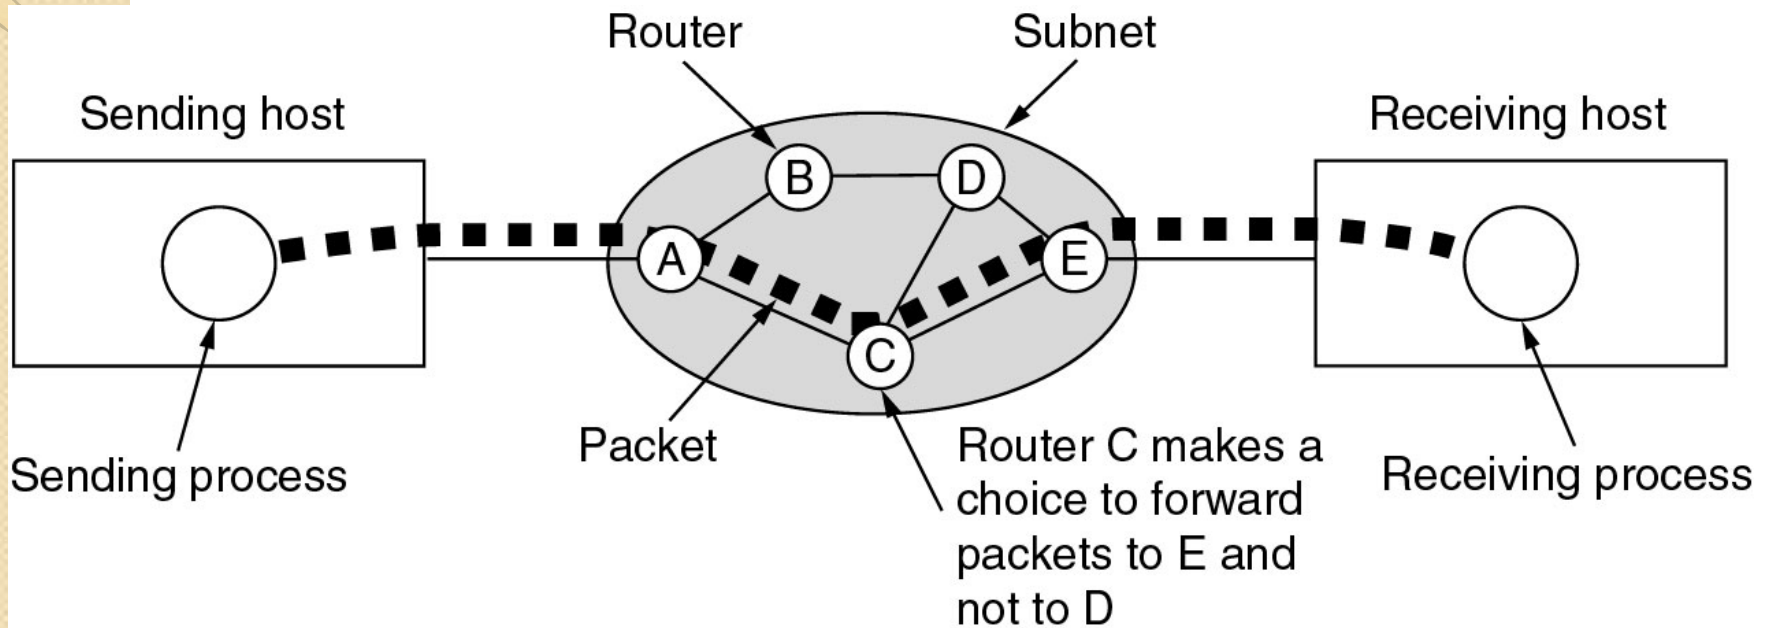 Router
Subnet
Sending host
Receiving host
B
D
A
E
C
Packet
Router C makes a
choice to forward
packets to E and
not to D
Sending process
Receiving process